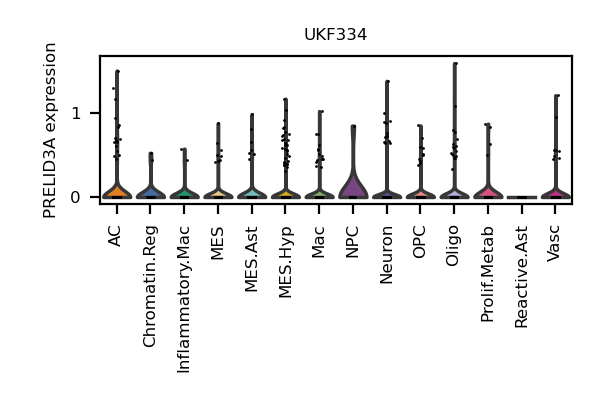 UKF334
PRELID3A expression
1
0
AC
Chromatin.Reg
Inflammatory.Mac
MES
MES.Ast
MES.Hyp
Mac
NPC
Neuron
OPC
Oligo
Prolif.Metab
Reactive.Ast
Vasc